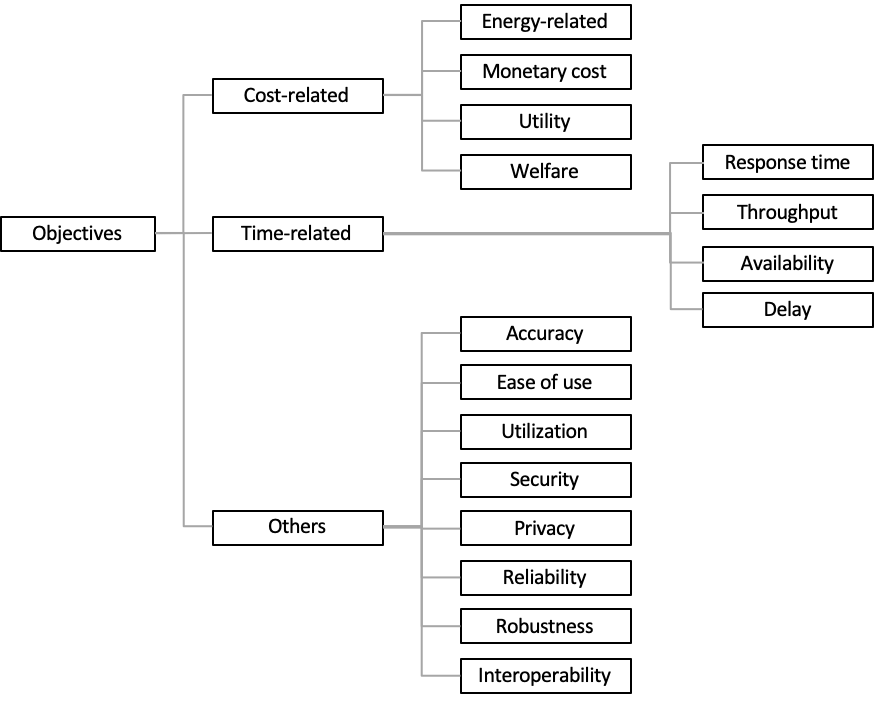 Objectives
Cost-related
Energy-related
Monetary cost
Utility
Welfare
Time-related
Response time
Throughput
Availability
Delay
Others
Accuracy
Ease of use
Utilization
Security
Privacy
Reliability
Robustness
Interoperability